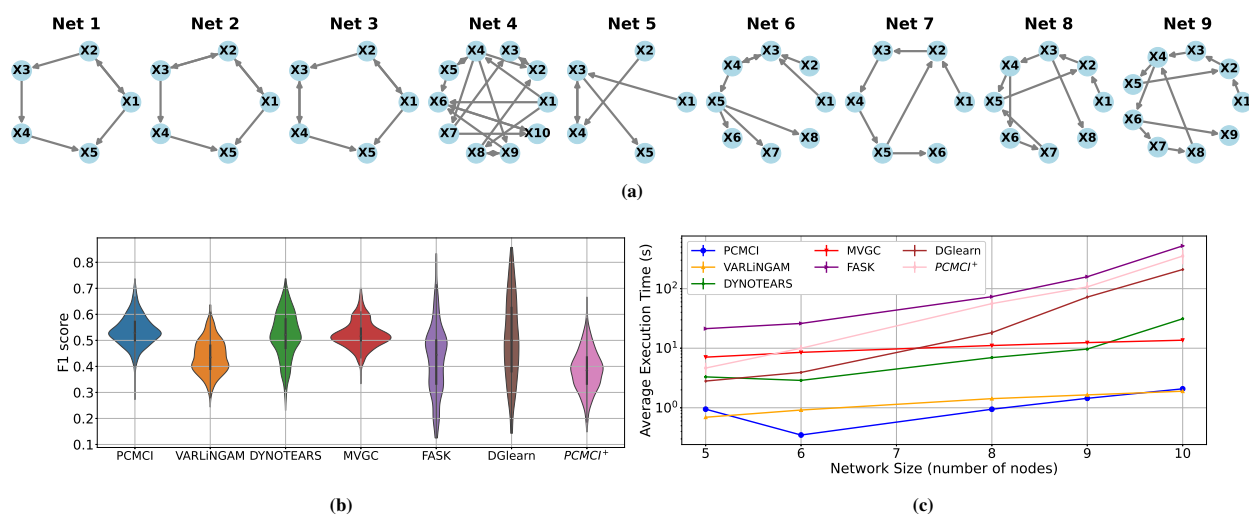 Net 1 Net 2 Net 3 Net 4 Net 5 Net 6 Net 7 Net 8 Net 9
X2 X3 X1 X4 X5
X2 X3 X1 X4 X5
X2 X3 X1 X4 X5
X4 X3 X5 X2 X6 X1 X7 X10 X8 X9
X2 X3 X1 X4 X5
X3 X4 X2 X5 X1 X6 X8 X7
X3 X2 X4 X1 X5 X6
X3 X4 X2 X5 X1 X6 X8 X7
X3 X4 X2 X5 X1 X6 X9 X7 X8
(a)
F1 score
0.8
0.7
0.6
0.5
0.4
0.3
0.2
0.1
PCMCI VARLiNGAM DYNOTEARS MVGC FASK DGlearn PCMCI⁺
(b)
Average Execution Time (s)
PCMCI MVGC DGlearn
VARLiNGAM FASK PCMCI⁺
DYNOTEARS
10²
10¹
10⁰
5 6 7 8 9 10
Network Size (number of nodes)
(c)